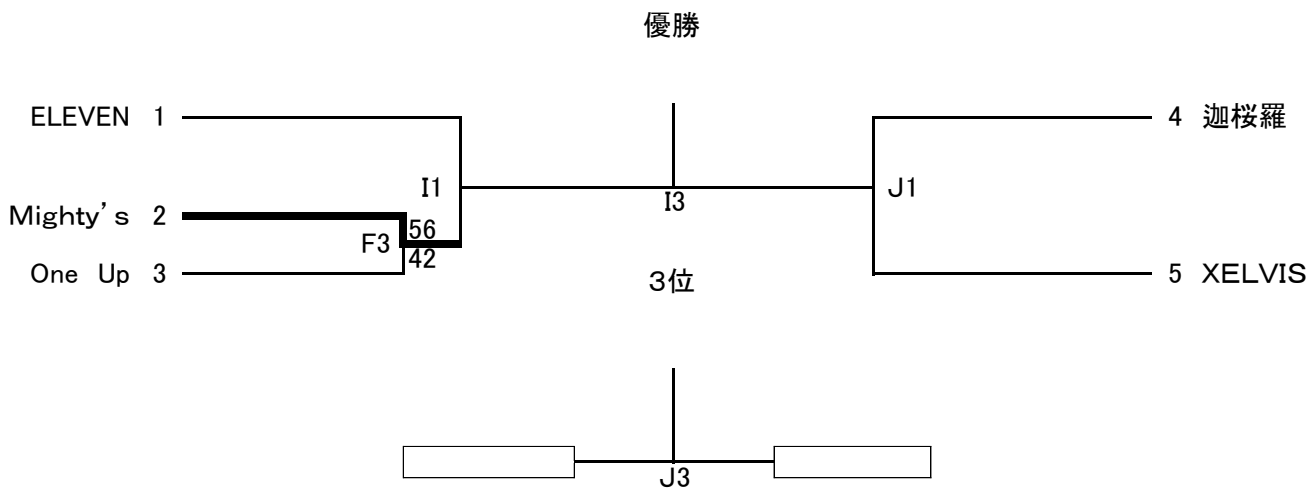 優勝
ELEVEN 1
4 迦桜羅
I1
I3
J1
Mighty's 2
F3
56
42
One Up 3
3位
5 XELVIS
J3